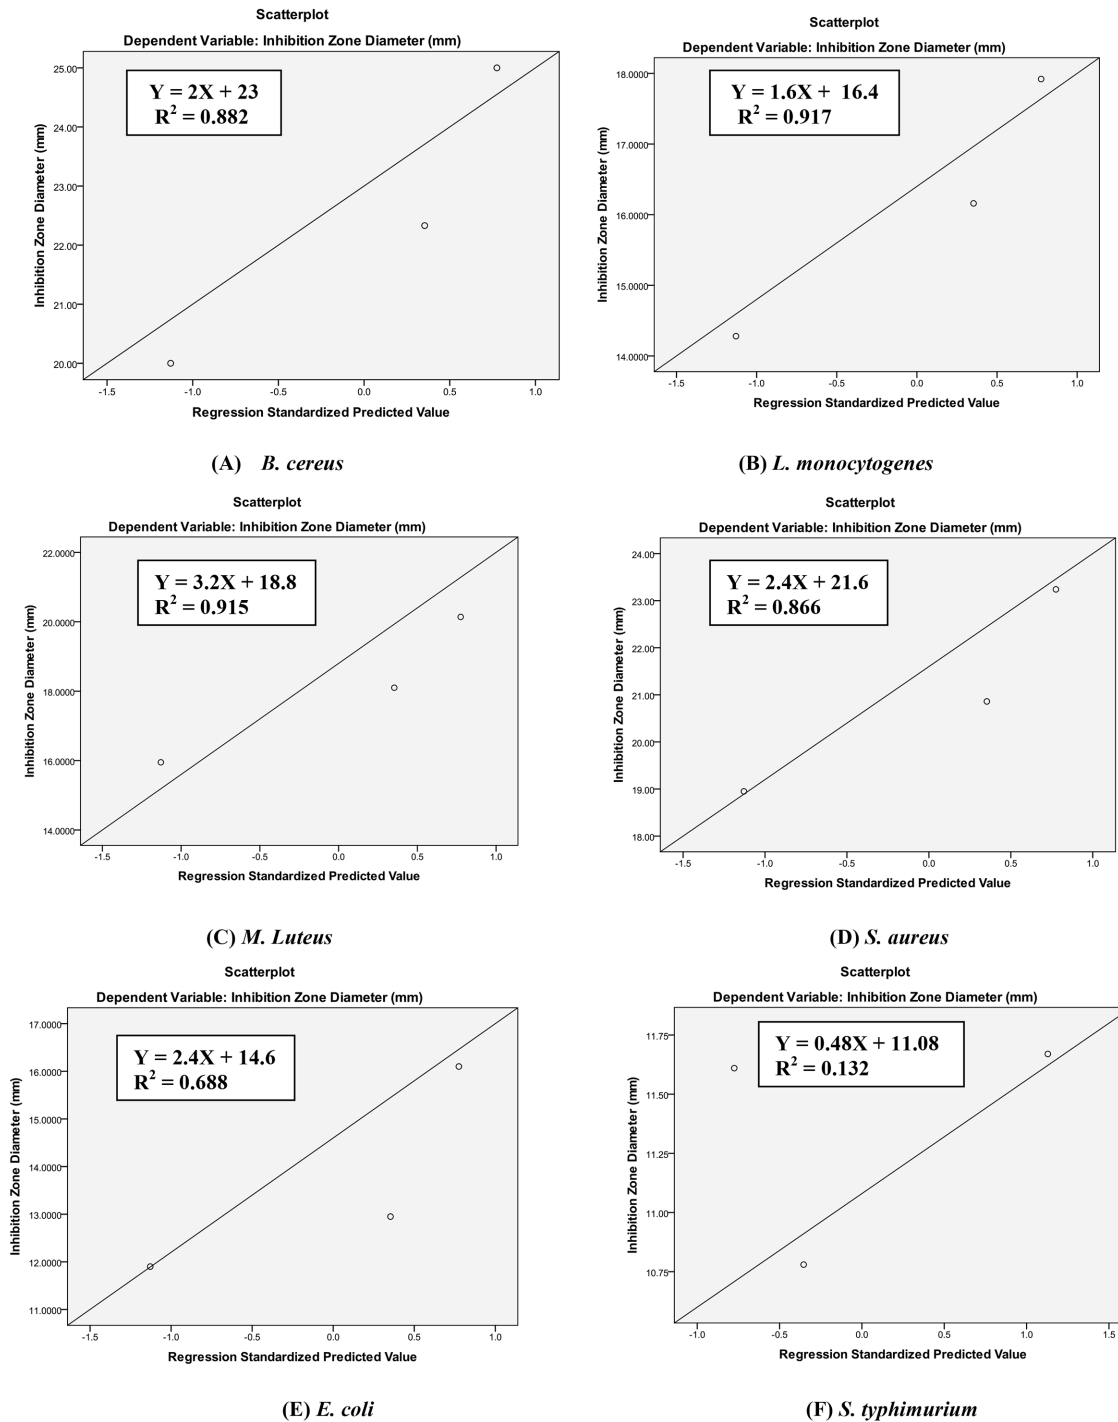 Scatterplot
Dependent Variable: Inhibition Zone Diameter (mm)
Y = 2X + 23
R² = 0.882
Inhibition Zone Diameter (mm)
25.00
24.00
23.00
22.00
21.00
20.00
-1.5 -1.0 -0.5 0.0 0.5 1.0
Regression Standardized Predicted Value
(A) B. cereus
Scatterplot
Dependent Variable: Inhibition Zone Diameter (mm)
Y = 1.6X + 16.4
R² = 0.917
Inhibition Zone Diameter (mm)
18.0000
17.0000
16.0000
15.0000
14.0000
-1.5 -1.0 -0.5 0.0 0.5 1.0
Regression Standardized Predicted Value
(B) L. monocytogenes
Scatterplot
Dependent Variable: Inhibition Zone Diameter (mm)
Y = 3.2X + 18.8
R² = 0.915
Inhibition Zone Diameter (mm)
22.0000
20.0000
18.0000
16.0000
14.0000
-1.5 -1.0 -0.5 0.0 0.5 1.0
Regression Standardized Predicted Value
(C) M. Luteus
Scatterplot
Dependent Variable: Inhibition Zone Diameter (mm)
Y = 2.4X + 21.6
R² = 0.866
Inhibition Zone Diameter (mm)
24.00
23.00
22.00
21.00
20.00
19.00
18.00
-1.5 -1.0 -0.5 0.0 0.5 1.0
Regression Standardized Predicted Value
(D) S. aureus
Scatterplot
Dependent Variable: Inhibition Zone Diameter (mm)
Y = 2.4X + 14.6
R² = 0.688
Inhibition Zone Diameter (mm)
17.0000
16.0000
15.0000
14.0000
13.0000
12.0000
11.0000
-1.5 -1.0 -0.5 0.0 0.5 1.0
Regression Standardized Predicted Value
(E) E. coli
Scatterplot
Dependent Variable: Inhibition Zone Diameter (mm)
Y = 0.48X + 11.08
R² = 0.132
Inhibition Zone Diameter (mm)
11.75
11.50
11.25
11.00
10.75
-1.0 -0.5 0.0 0.5 1.0 1.5
Regression Standardized Predicted Value
(F) S. typhimurium